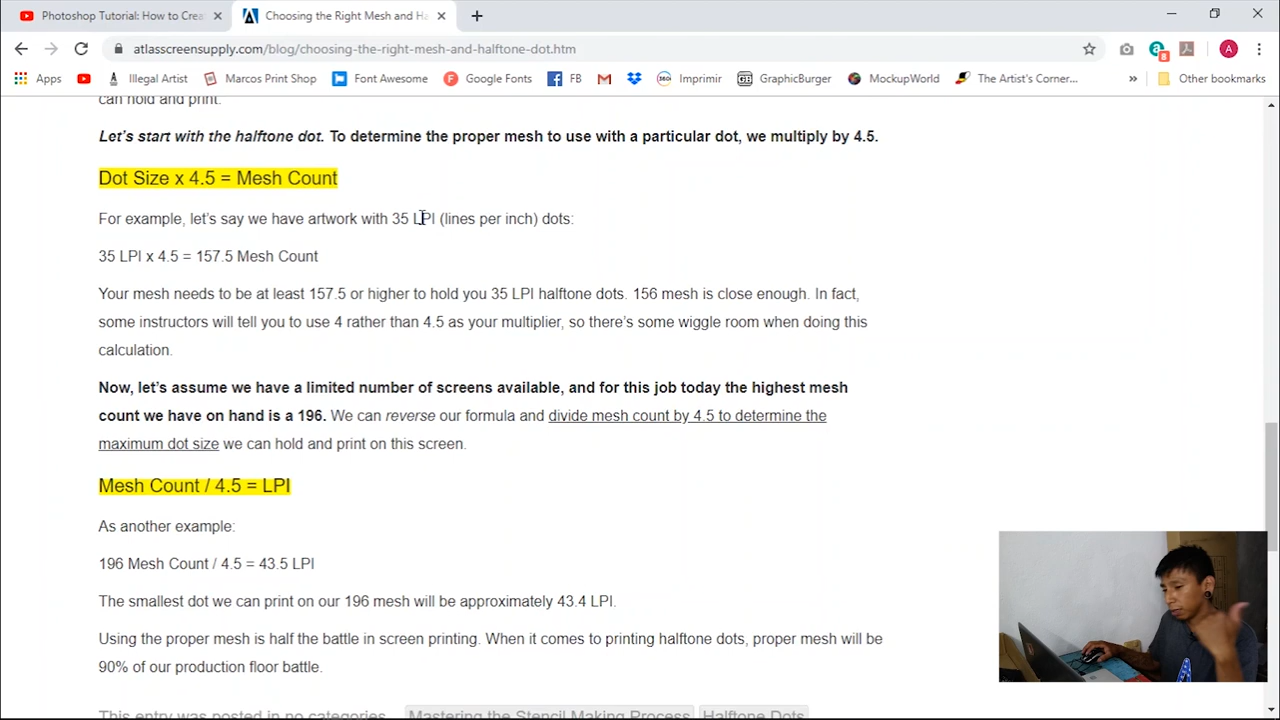 Photoshop Tutorial: How to Crea
Choosing the Right Mesh and Ha
atlasscreensupply.com/blog/choosing-the-right-mesh-and-halftone-dot.htm
A
8
Apps
Illegal Artist
Marcos Print Shop
Font Awesome
Google Fonts
FB
Imprimir
GraphicBurger
MockupWorld
The Artist's Corner...
Other bookmarks
can hold and print.
Let's start with the halftone dot. To determine the proper mesh to use with a particular dot, we multiply by 4.5.
Dot Size x 4.5 = Mesh Count
For example, let's say we have artwork with 35 LPI (lines per inch) dots:
35 LPI x 4.5 = 157.5 Mesh Count
Your mesh needs to be at least 157.5 or higher to hold you 35 LPI halftone dots. 156 mesh is close enough. In fact,
some instructors will tell you to use 4 rather than 4.5 as your multiplier, so there's some wiggle room when doing this
calculation.
Now, let's assume we have a limited number of screens available, and for this job today the highest mesh
count we have on hand is a 196. We can reverse our formula and divide mesh count by 4.5 to determine the
maximum dot size we can hold and print on this screen.
Mesh Count / 4.5 = LPI
As another example:
196 Mesh Count / 4.5 = 43.5 LPI
The smallest dot we can print on our 196 mesh will be approximately 43.4 LPI.
Using the proper mesh is half the battle in screen printing. When it comes to printing halftone dots, proper mesh will be
90% of our production floor battle.
This entry was posted in no categories
Mastering the Stencil Making Process
Halftone Dots